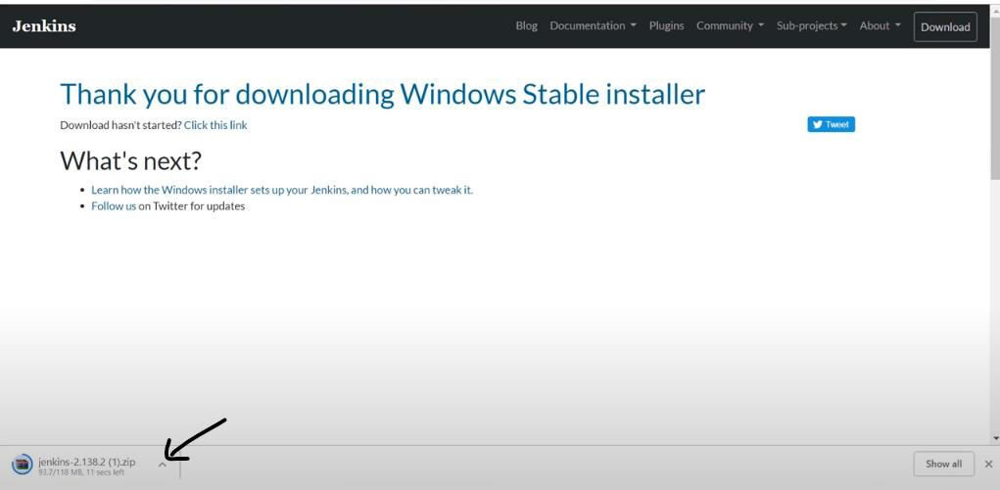 Jenkins
Blog Documentation Plugins Community Sub-projects About Download
Thank you for downloading Windows Stable installer
Download hasn't started? Click this link
Tweet
What's next?
Learn how the Windows installer sets up your Jenkins, and how you can tweak it.
Follow us on Twitter for updates
jenkins-2.138.2 (1).zip
93.7/118 MB, 11 secs left
Show all